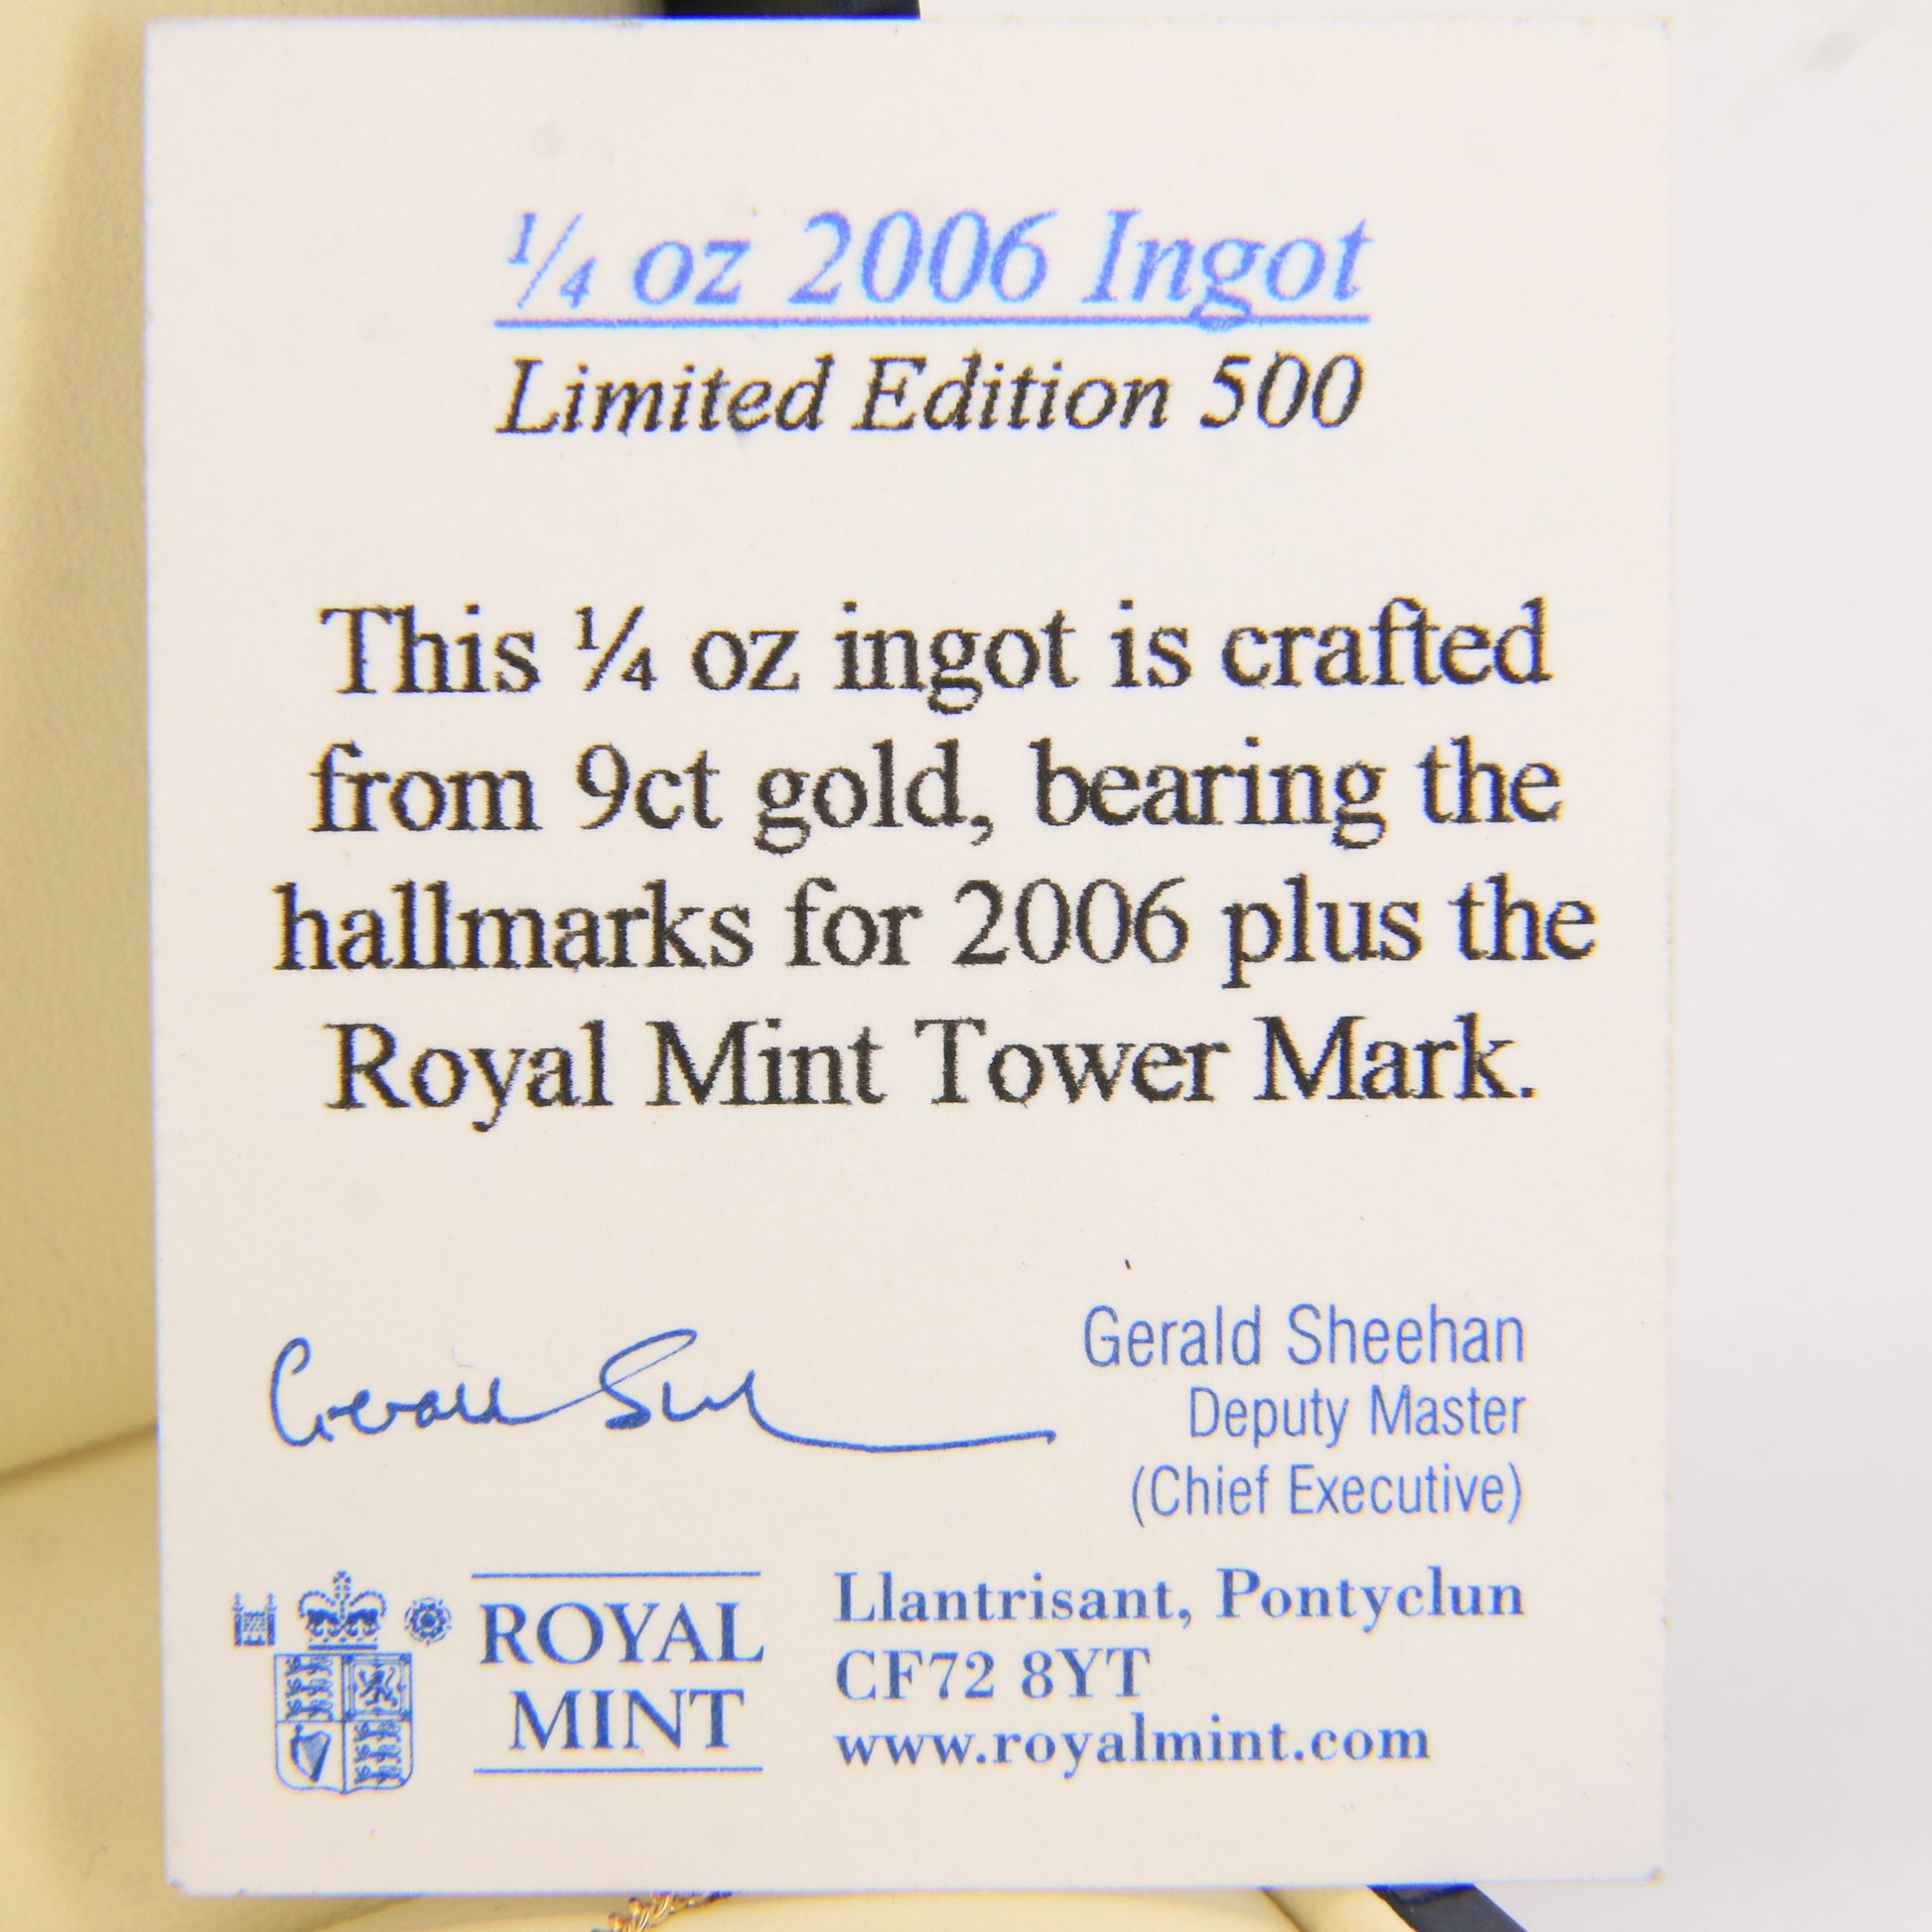 ¼ oz 2006 Ingot
Limited Edition 500
This ¼ oz ingot is crafted
from 9ct gold, bearing the
hallmarks for 2006 plus the
Royal Mint Tower Mark.
Gerald Sheehan
Deputy Master
(Chief Executive)
ROYAL
MINT
Llantrisant, Pontyclun
CF72 8YT
www.royalmint.com